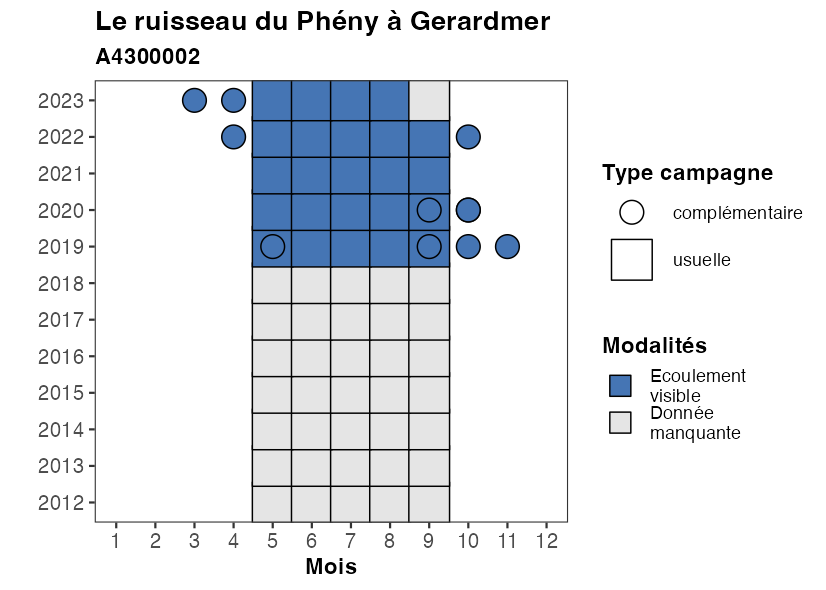 Le ruisseau du Phény à Gerardmer
A4300002
2023
2022
2021
2020
2019
2018
2017
2016
2015
2014
2013
2012
1 2 3 4 5 6 7 8 9 10 11 12
Mois
Type campagne
complémentaire
usuelle
Modalités
Ecoulement
visible
Donnée
manquante